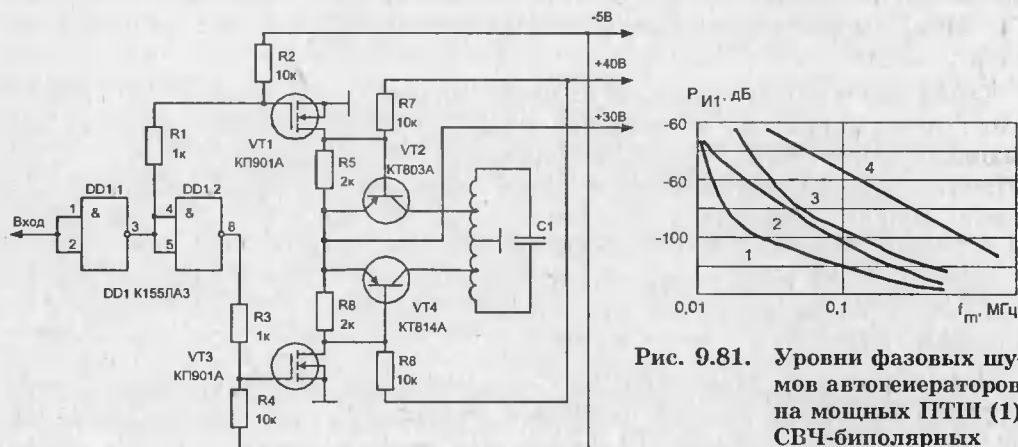 -5В
R2
10к
+40В
R7
10к
+30В
R1
1к
VT1
КП901А
VT2
КТ803А
R5
2к
DD1.1
DD1.2
Вход
1
2
&
3
4
5
&
8
C1
DD1 К155ЛА3
R3
1к
R6
2к
VT4
КТ814А
VT3
КП901А
R4
10к
R8
10к
P И1, дБ
-60
-60
-100
1
2
3
4
0,01
0,1
f m, МГц
Рис. 9.81. Уровни фазовых шу-
мов автогенераторов
на мощных ПТШ (1)
СВЧ-биполярных